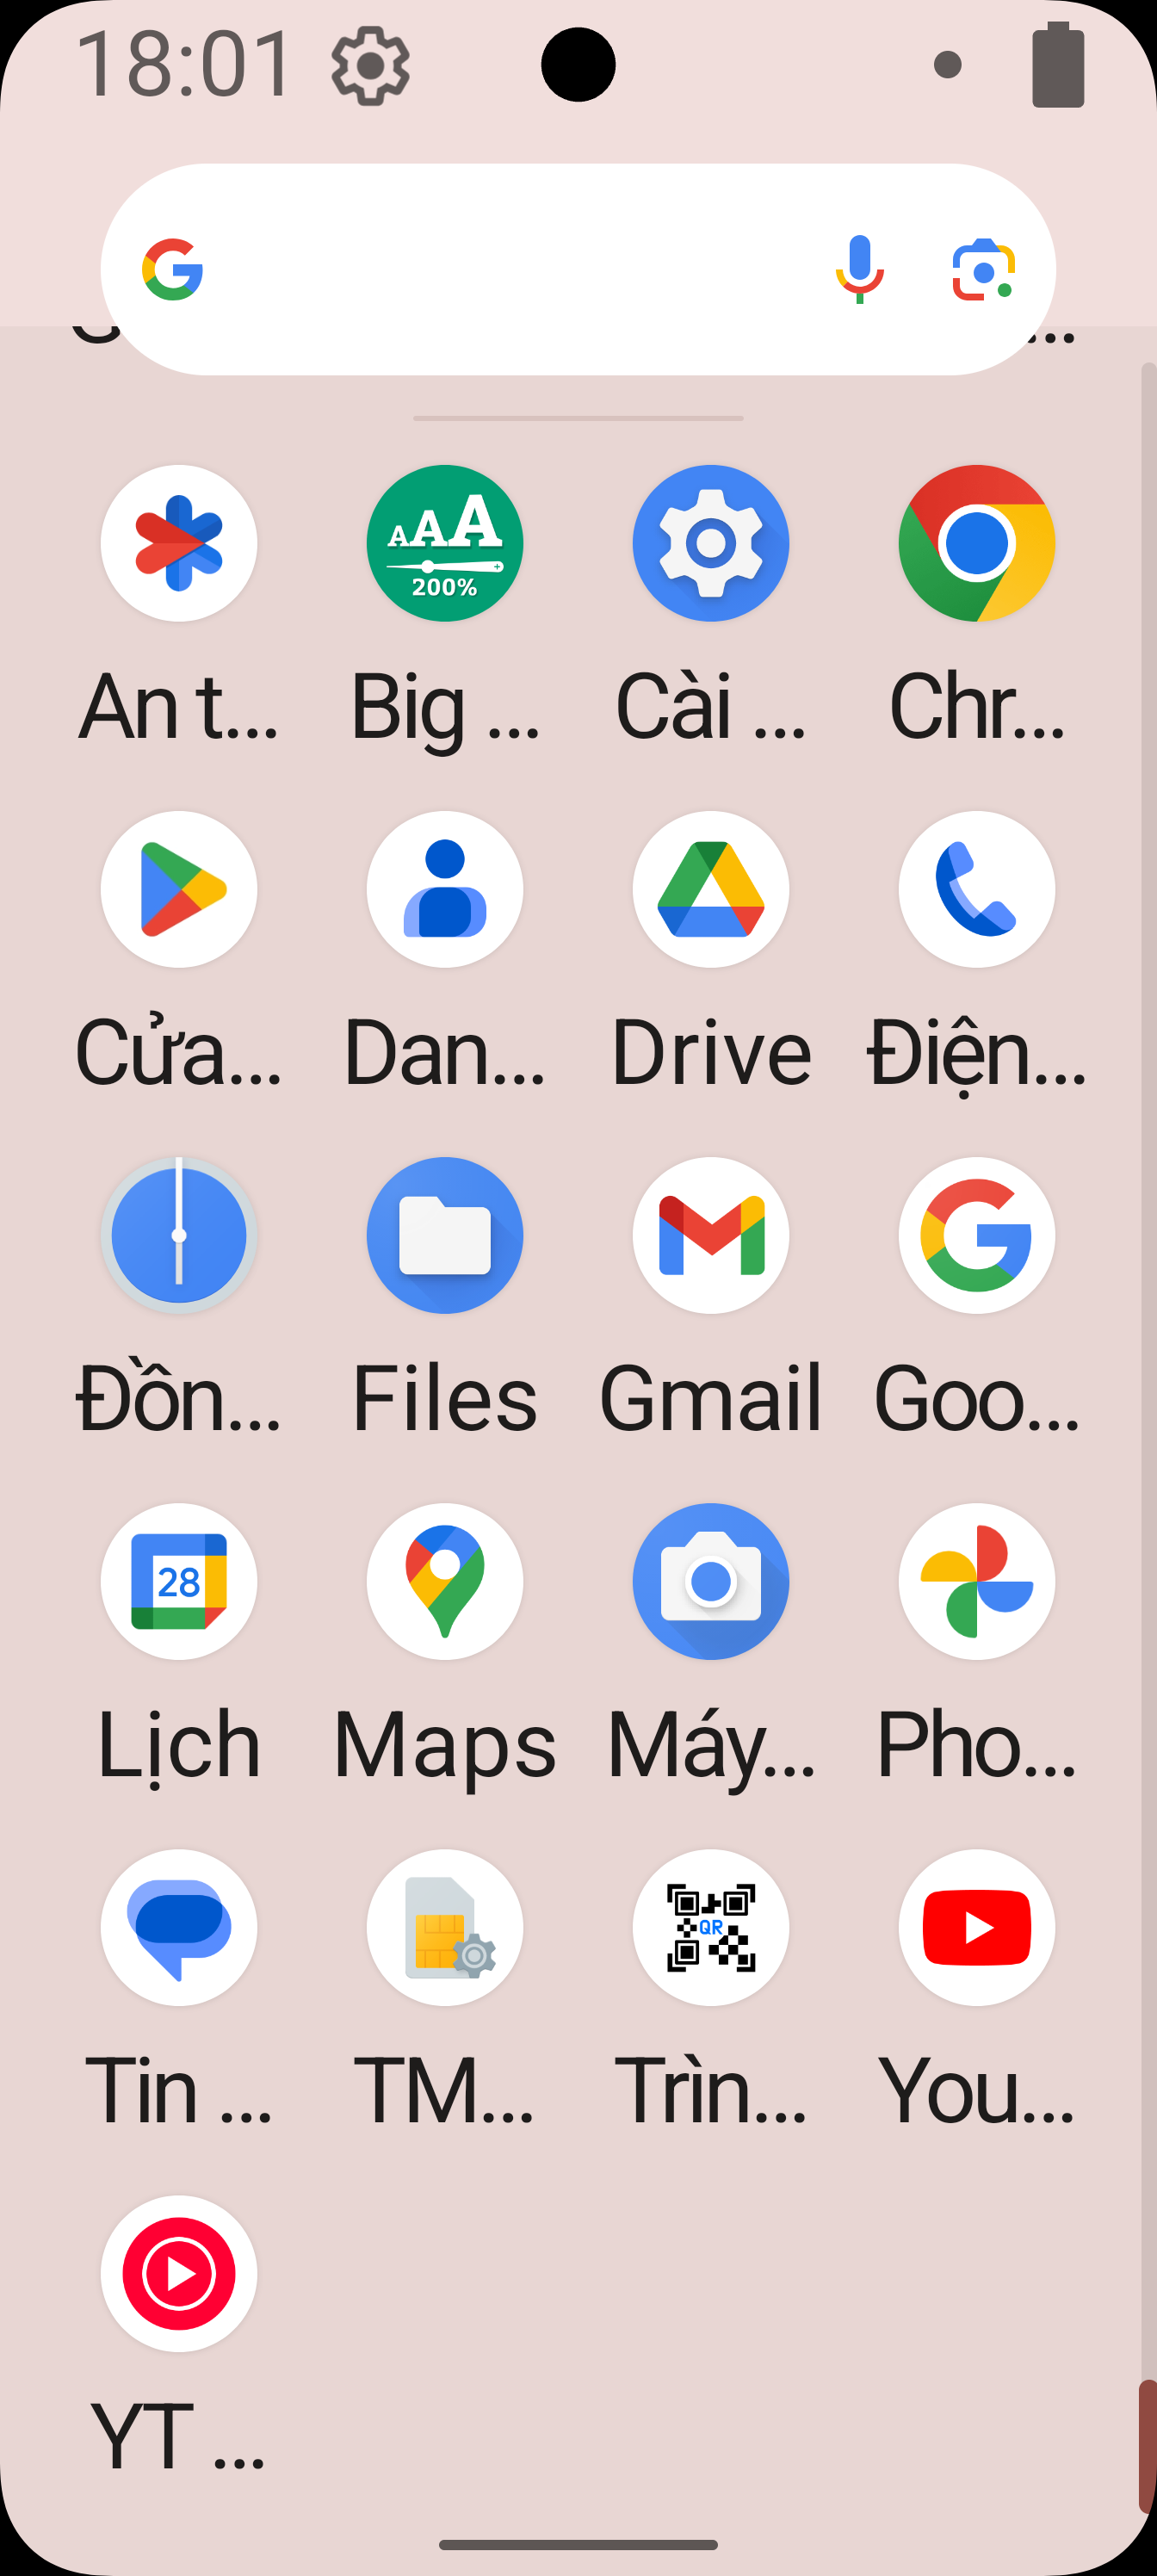 18:01
AAA
200%
An t... Big ... Cài ... Chr...
Cửa... Dan... Drive Điện...
Đồn... Files Gmail Goo...
28
Lịch Maps Máy... Pho...
QR
Tin ... TM... Trìn... You...
YT ...